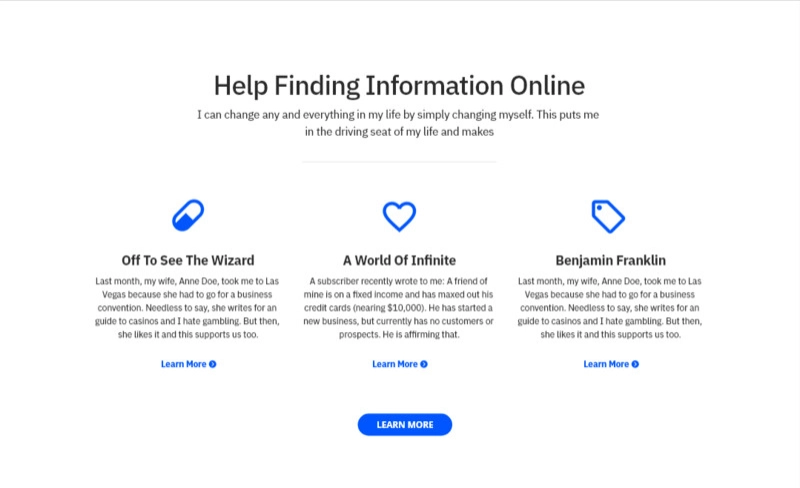 Help Finding Information Online
I can change any and everything in my life by simply changing myself. This puts me
in the driving seat of my life and makes
Off To See The Wizard
Last month, my wife, Anne Doe, took me to Las
Vegas because she had to go for a business
convention. Needless to say, she writes for an
guide to casinos and I hate gambling. But then,
she likes it and this supports us too.
Learn More
A World Of Infinite
A subscriber recently wrote to me: A friend of
mine is on a fixed income and has maxed out his
credit cards (nearing $10,000). He has started a
new business, but currently has no customers or
prospects. He is affirming that.
Learn More
Benjamin Franklin
Last month, my wife, Anne Doe, took me to Las
Vegas because she had to go for a business
convention. Needless to say, she writes for an
guide to casinos and I hate gambling. But then,
she likes it and this supports us too.
Learn More
LEARN MORE